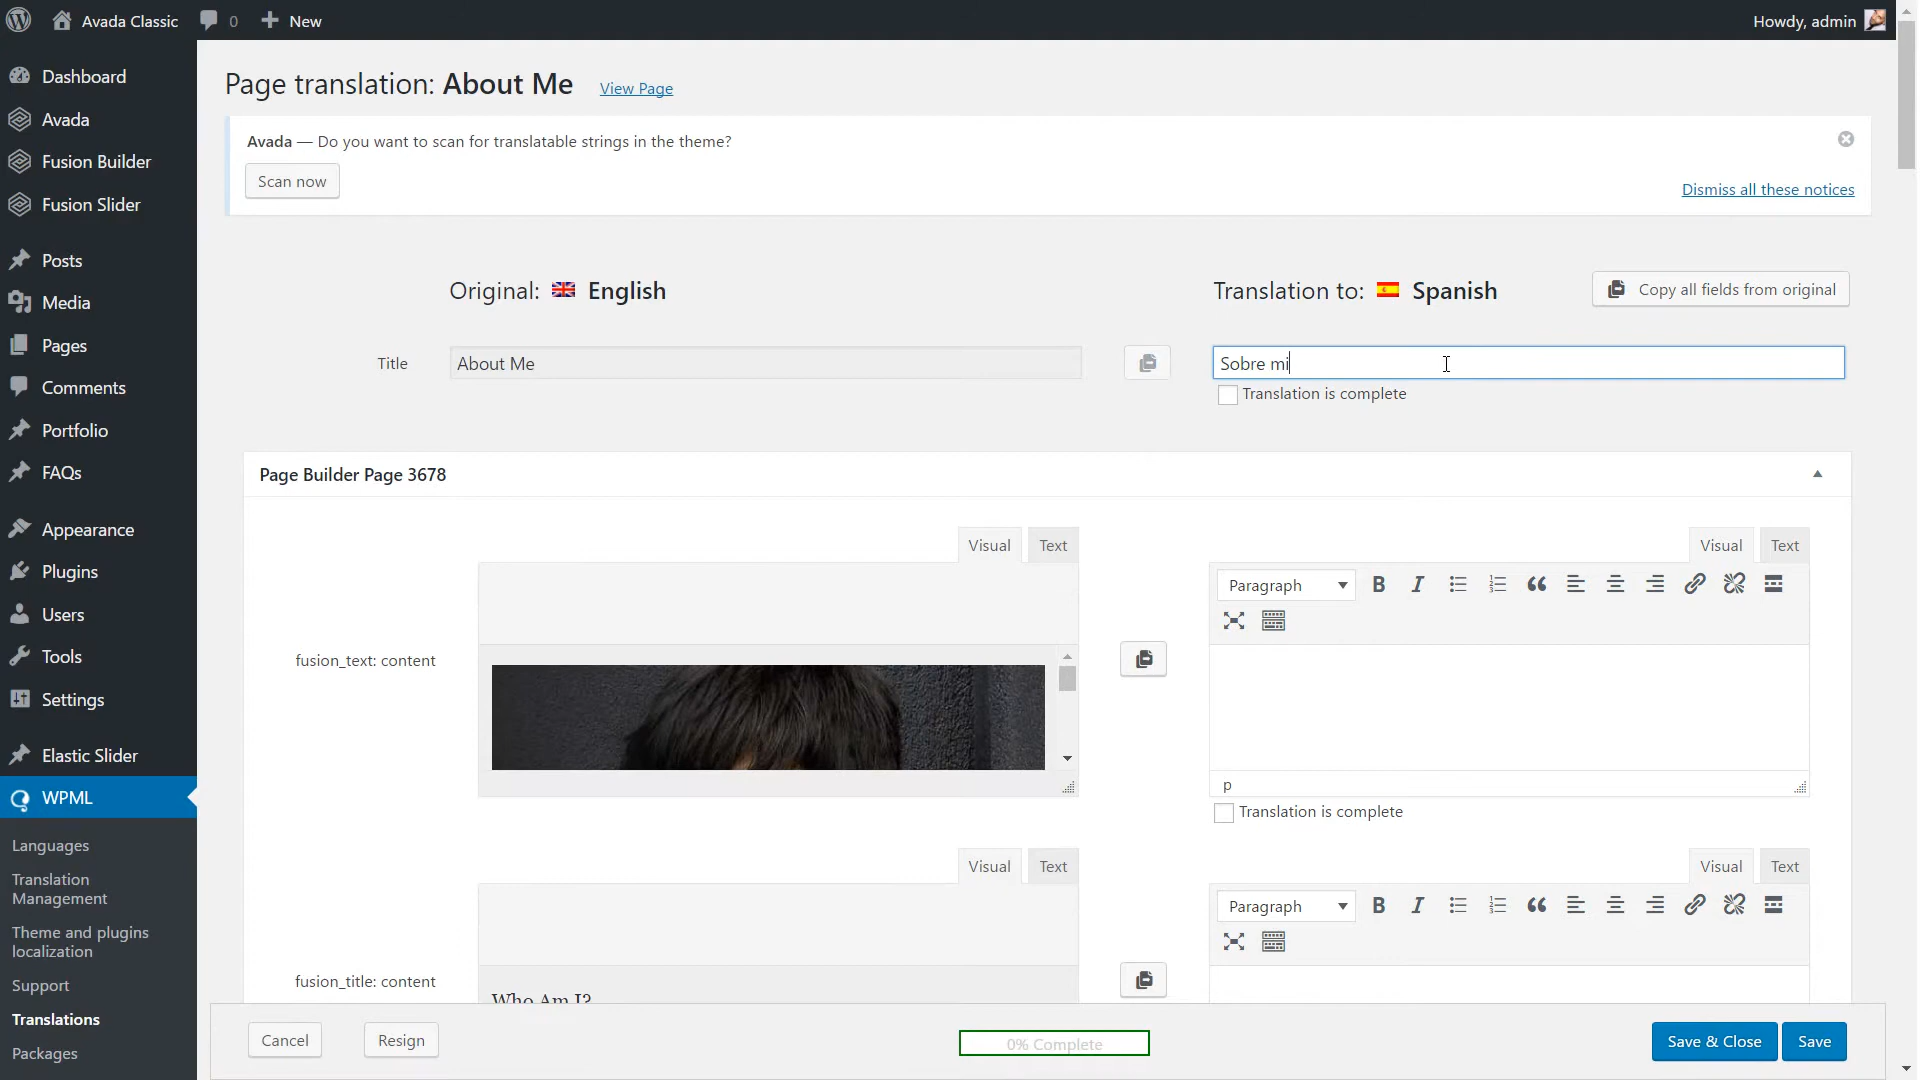 Avada Classic 0 New Howdy, admin
Dashboard
Avada
Fusion Builder
Fusion Slider
Posts
Media
Pages
Comments
Portfolio
FAQs
Appearance
Plugins
Users
Tools
Settings
Elastic Slider
WPML
Languages
Translation
Management
Theme and plugins
localization
Support
Translations
Packages
Page translation: About Me View Page
Avada — Do you want to scan for translatable strings in the theme?
Scan now
Dismiss all these notices
Original: English Translation to: Spanish Copy all fields from original
Title About Me Sobre mi
Translation is complete
Page Builder Page 3678
Visual Text Visual Text
Paragraph
fusion_text: content
p
Translation is complete
Visual Text Visual Text
Paragraph
fusion_title: content
Who Am I?
Cancel Resign 0% Complete Save & Close Save